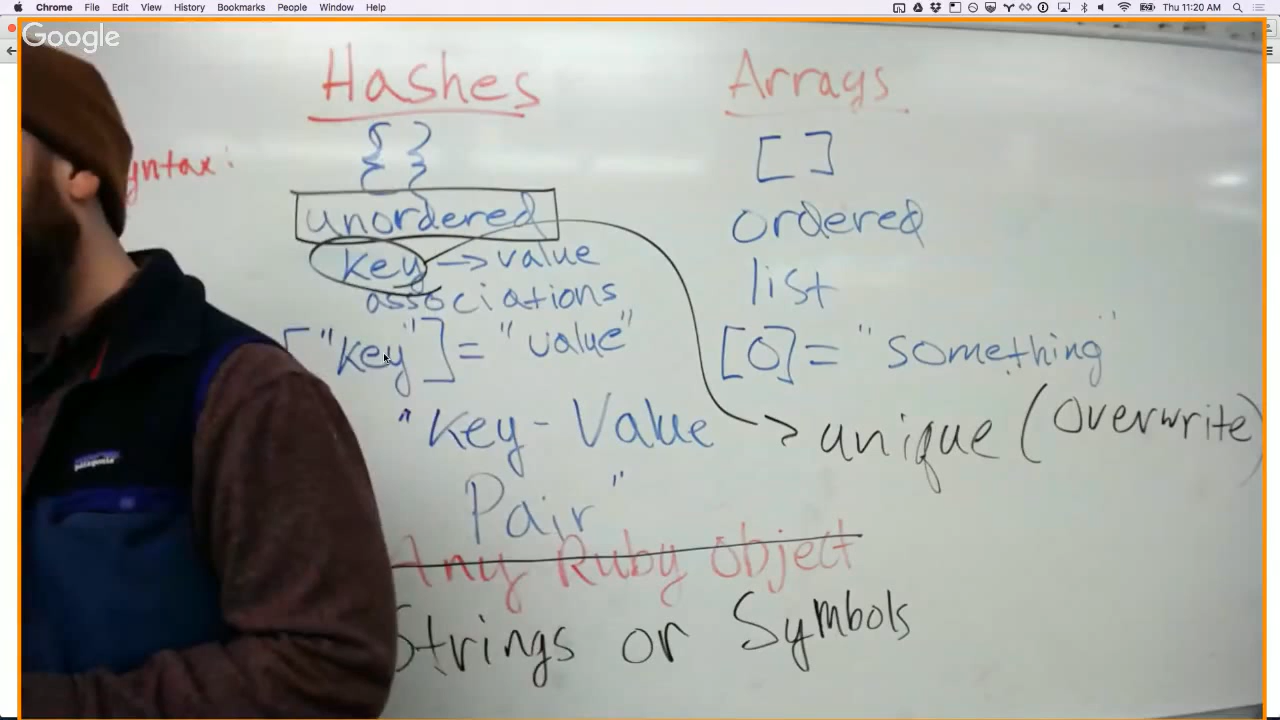 Chrome File Edit View History Bookmarks People Window Help Thu 11:20 AM
Google
Hashes Arrays
yntax: { } [ ]
unordered ordered
key -> value list
associations
["key"] = "value" [0] = "something"
"Key-Value -> unique (Overwrite)
Pair"
Any Ruby Object
Strings or Symbols
patagonia